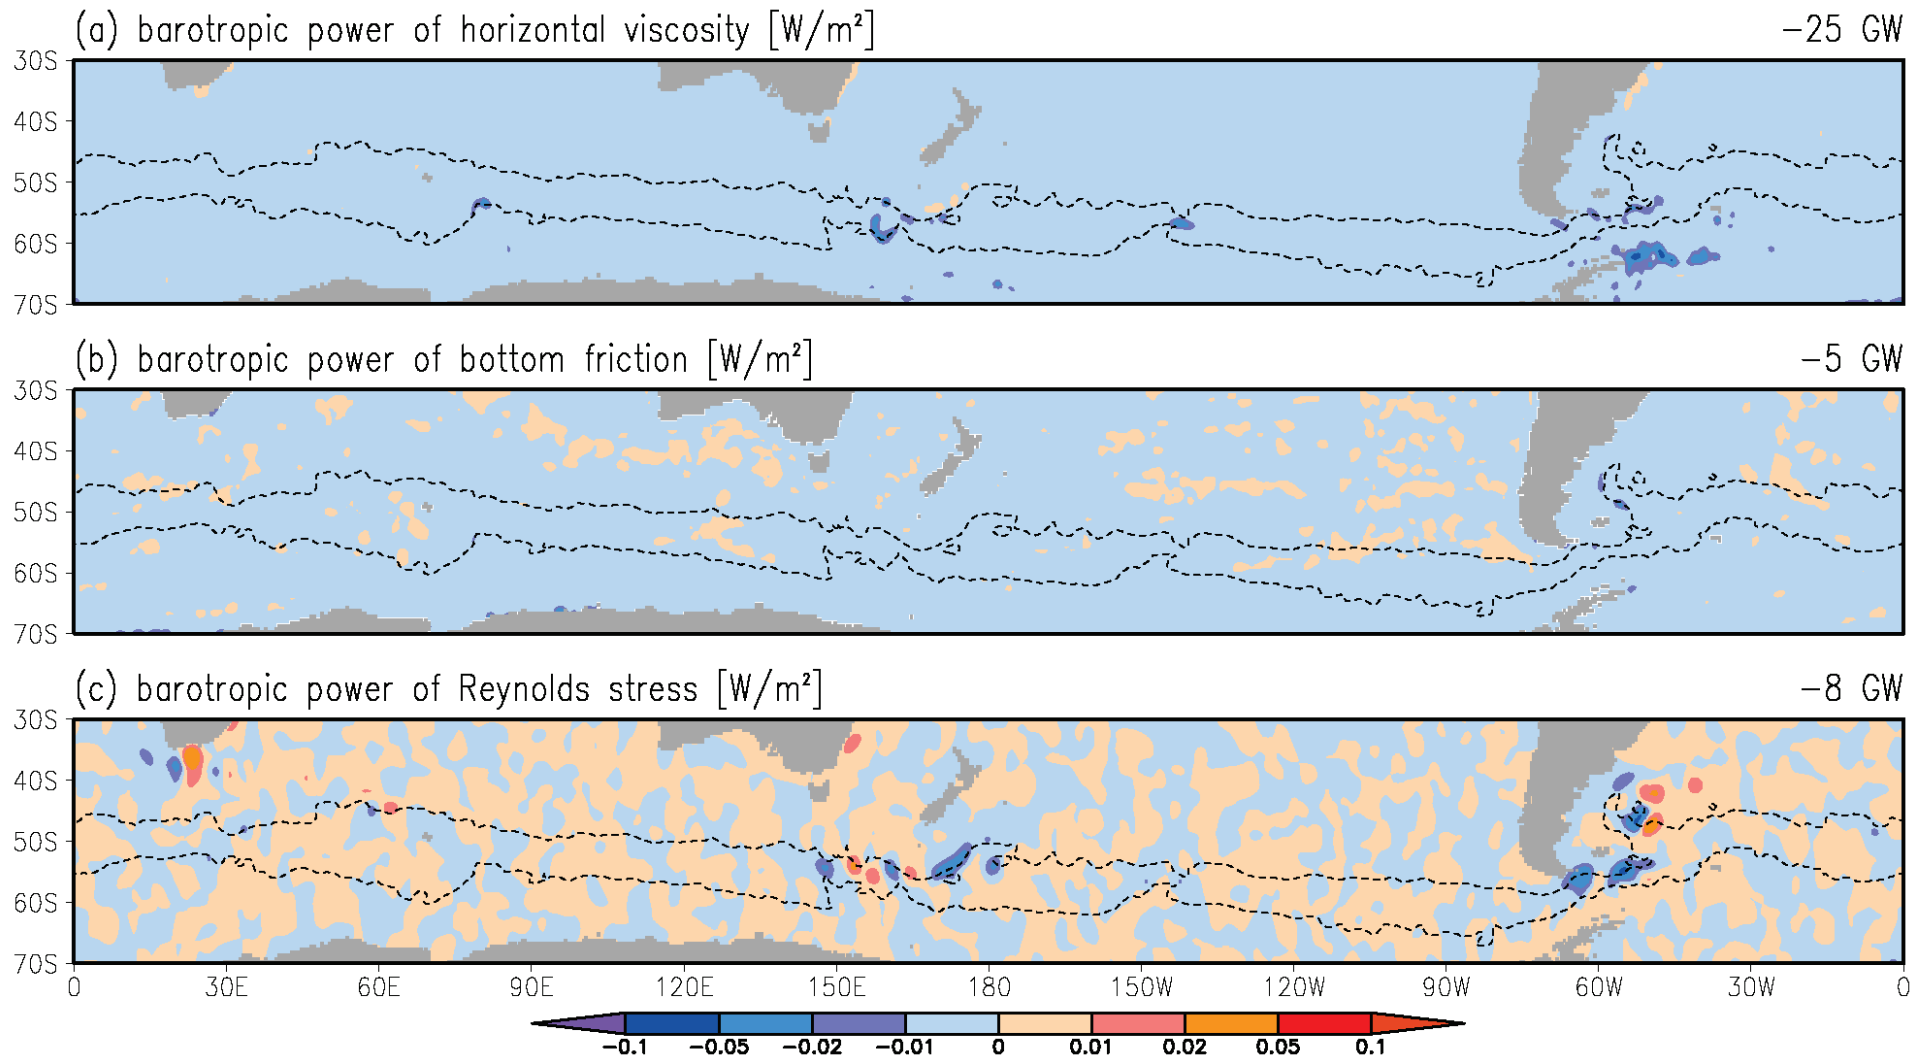 (a) barotropic power of horizontal viscosity [W/m²] −25 GW
30S
40S
50S
60S
70S
(b) barotropic power of bottom friction [W/m²] −5 GW
30S
40S
50S
60S
70S
(c) barotropic power of Reynolds stress [W/m²] −8 GW
30S
40S
50S
60S
70S
0 30E 60E 90E 120E 150E 180 150W 120W 90W 60W 30W 0
−0.1 −0.05 −0.02 −0.01 0 0.01 0.02 0.05 0.1